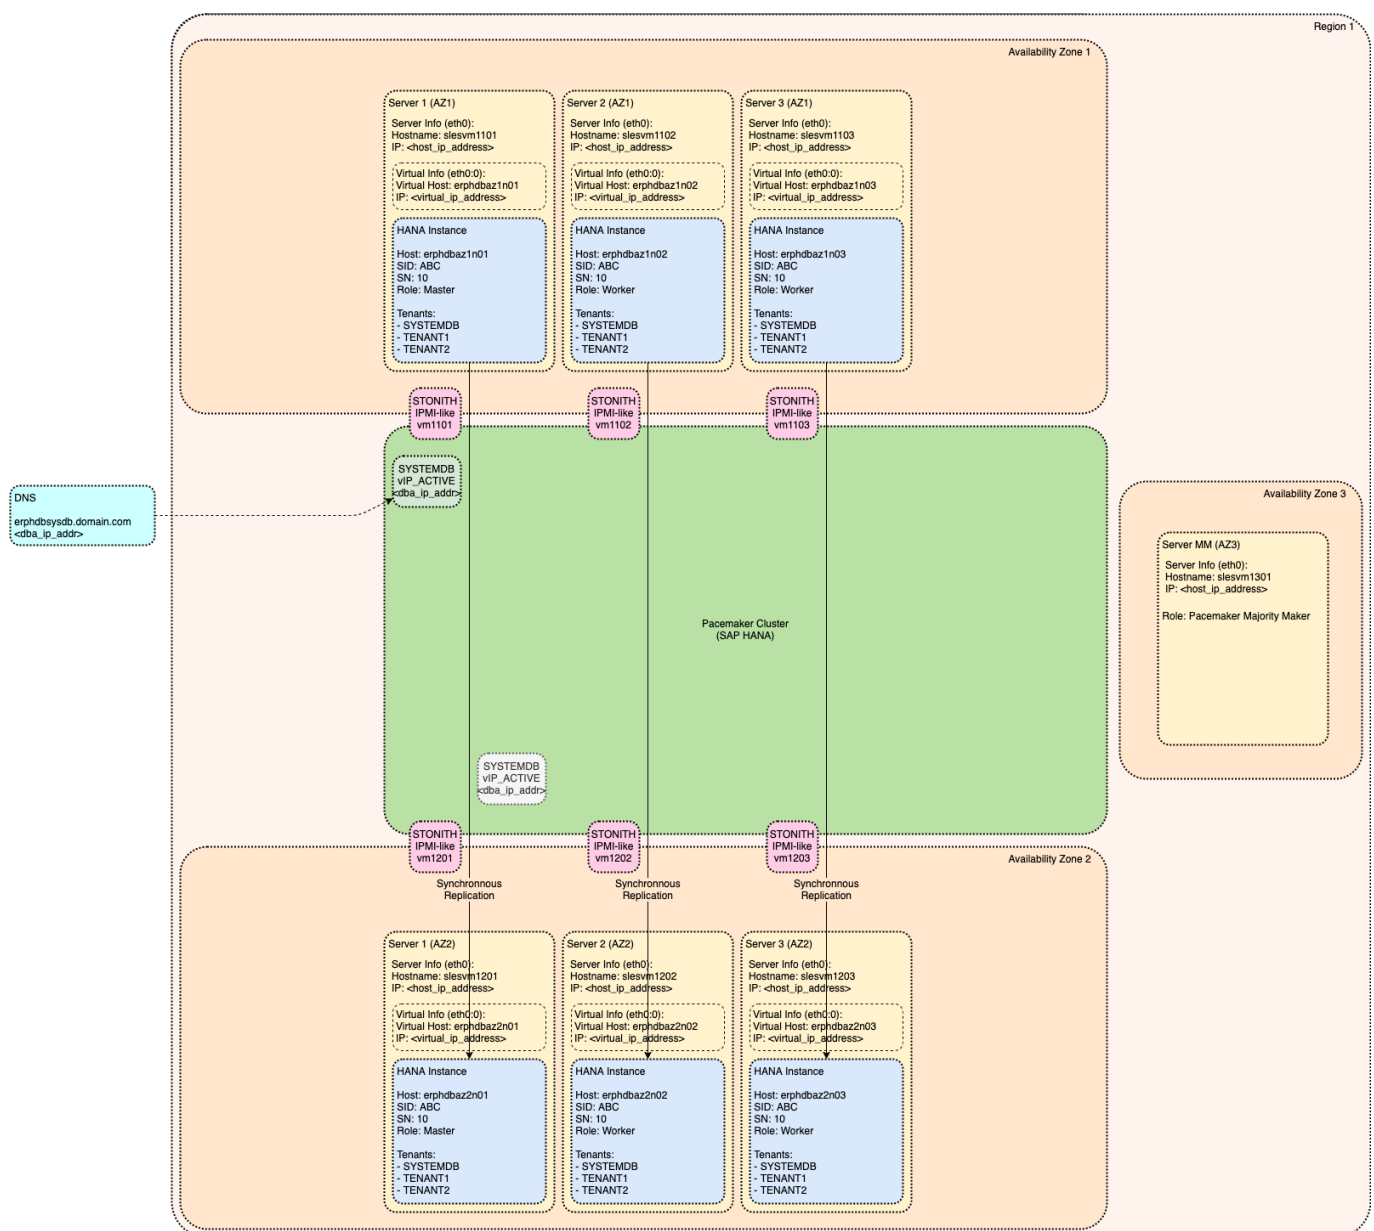 Region 1
Availability Zone 1
Server 1 (AZ1)
Server Info (eth0):
Hostname: slesvm1101
IP: <host_ip_address>
Virtual Info (eth0:0):
Virtual Host: erphdbaz1n01
IP: <virtual_ip_address>
HANA Instance
Host: erphdbaz1n01
SID: ABC
SN: 10
Role: Master
Tenants:
- SYSTEMDB
- TENANT1
- TENANT2
Server 2 (AZ1)
Server Info (eth0):
Hostname: slesvm1102
IP: <host_ip_address>
Virtual Info (eth0:0):
Virtual Host: erphdbaz1n02
IP: <virtual_ip_address>
HANA Instance
Host: erphdbaz1n02
SID: ABC
SN: 10
Role: Worker
Tenants:
- SYSTEMDB
- TENANT1
- TENANT2
Server 3 (AZ1)
Server Info (eth0):
Hostname: slesvm1103
IP: <host_ip_address>
Virtual Info (eth0:0):
Virtual Host: erphdbaz1n03
IP: <virtual_ip_address>
HANA Instance
Host: erphdbaz1n03
SID: ABC
SN: 10
Role: Worker
Tenants:
- SYSTEMDB
- TENANT1
- TENANT2
STONITH
IPMI-like
vm1101
STONITH
IPMI-like
vm1102
STONITH
IPMI-like
vm1103
SYSTEMDB
vIP_ACTIVE
<dba_ip_addr>
DNS
erphdbsysdb.domain.com
<dba_ip_addr>
Availability Zone 3
Server MM (AZ3)
Server Info (eth0):
Hostname: slesvm1301
IP: <host_ip_address>
Role: Pacemaker Majority Maker
Pacemaker Cluster
(SAP HANA)
SYSTEMDB
vIP_ACTIVE
<dba_ip_addr>
STONITH
IPMI-like
vm1201
STONITH
IPMI-like
vm1202
STONITH
IPMI-like
vm1203
Availability Zone 2
Synchronnous
Replication
Synchronnous
Replication
Synchronnous
Replication
Server 1 (AZ2)
Server Info (eth0):
Hostname: slesvm1201
IP: <host_ip_address>
Virtual Info (eth0:0):
Virtual Host: erphdbaz2n01
IP: <virtual_ip_address>
HANA Instance
Host: erphdbaz2n01
SID: ABC
SN: 10
Role: Master
Tenants:
- SYSTEMDB
- TENANT1
- TENANT2
Server 2 (AZ2)
Server Info (eth0):
Hostname: slesvm1202
IP: <host_ip_address>
Virtual Info (eth0:0):
Virtual Host: erphdbaz2n02
IP: <virtual_ip_address>
HANA Instance
Host: erphdbaz2n02
SID: ABC
SN: 10
Role: Worker
Tenants:
- SYSTEMDB
- TENANT1
- TENANT2
Server 3 (AZ2)
Server Info (eth0):
Hostname: slesvm1203
IP: <host_ip_address>
Virtual Info (eth0:0):
Virtual Host: erphdbaz2n03
IP: <virtual_ip_address>
HANA Instance
Host: erphdbaz2n03
SID: ABC
SN: 10
Role: Worker
Tenants:
- SYSTEMDB
- TENANT1
- TENANT2